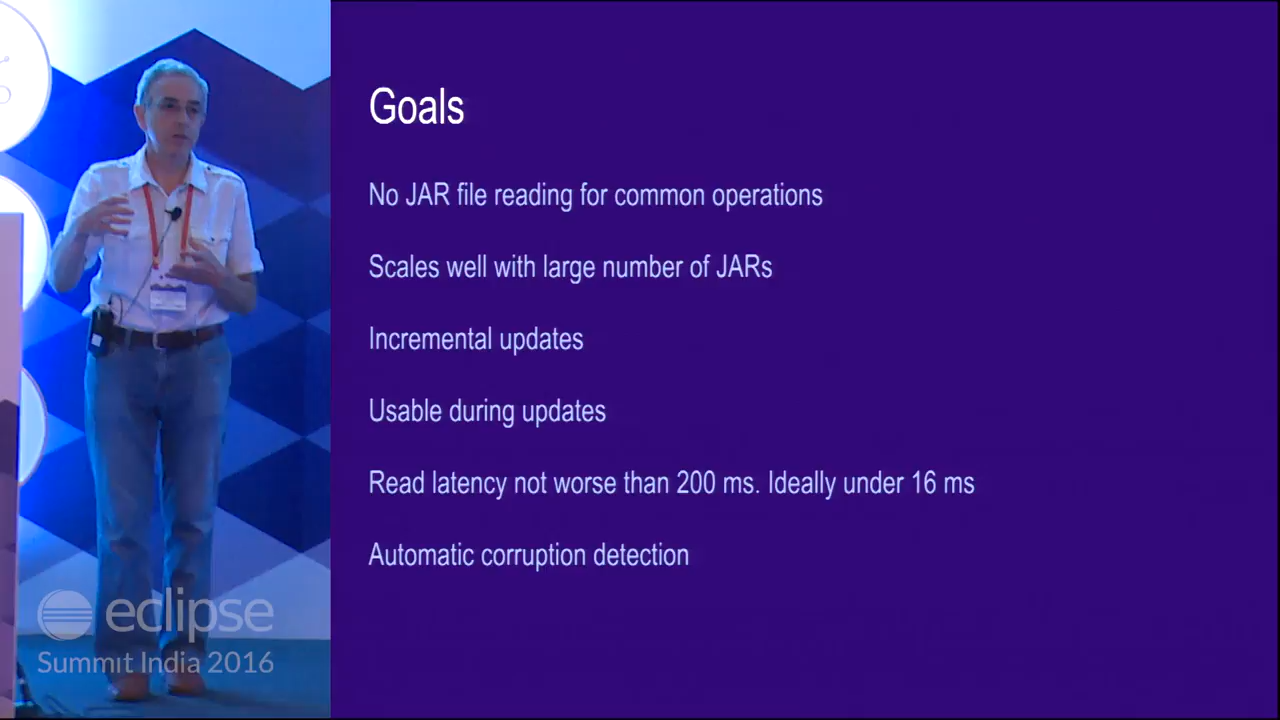 Goals
No JAR file reading for common operations
Scales well with large number of JARs
Incremental updates
Usable during updates
Read latency not worse than 200 ms. Ideally under 16 ms
Automatic corruption detection
eclipse
Summit India 2016